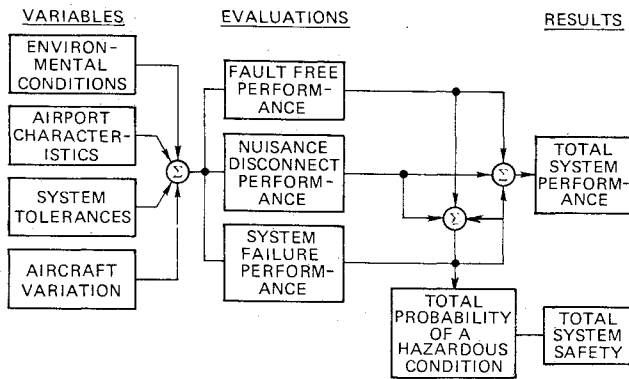 VARIABLES
EVALUATIONS
RESULTS
ENVIRON-
MENTAL
CONDITIONS
AIRPORT
CHARACTER-
ISTICS
SYSTEM
TOLERANCES
AIRCRAFT
VARIATION
Σ
FAULT FREE
PERFORM-
ANCE
NUISANCE
DISCONNECT
PERFORM-
ANCE
SYSTEM
FAILURE
PERFORM-
ANCE
Σ
Σ
TOTAL
SYSTEM
PERFORM-
ANCE
TOTAL
PROBABILITY
OF A
HAZARDOUS
CONDITION
TOTAL
SYSTEM
SAFETY